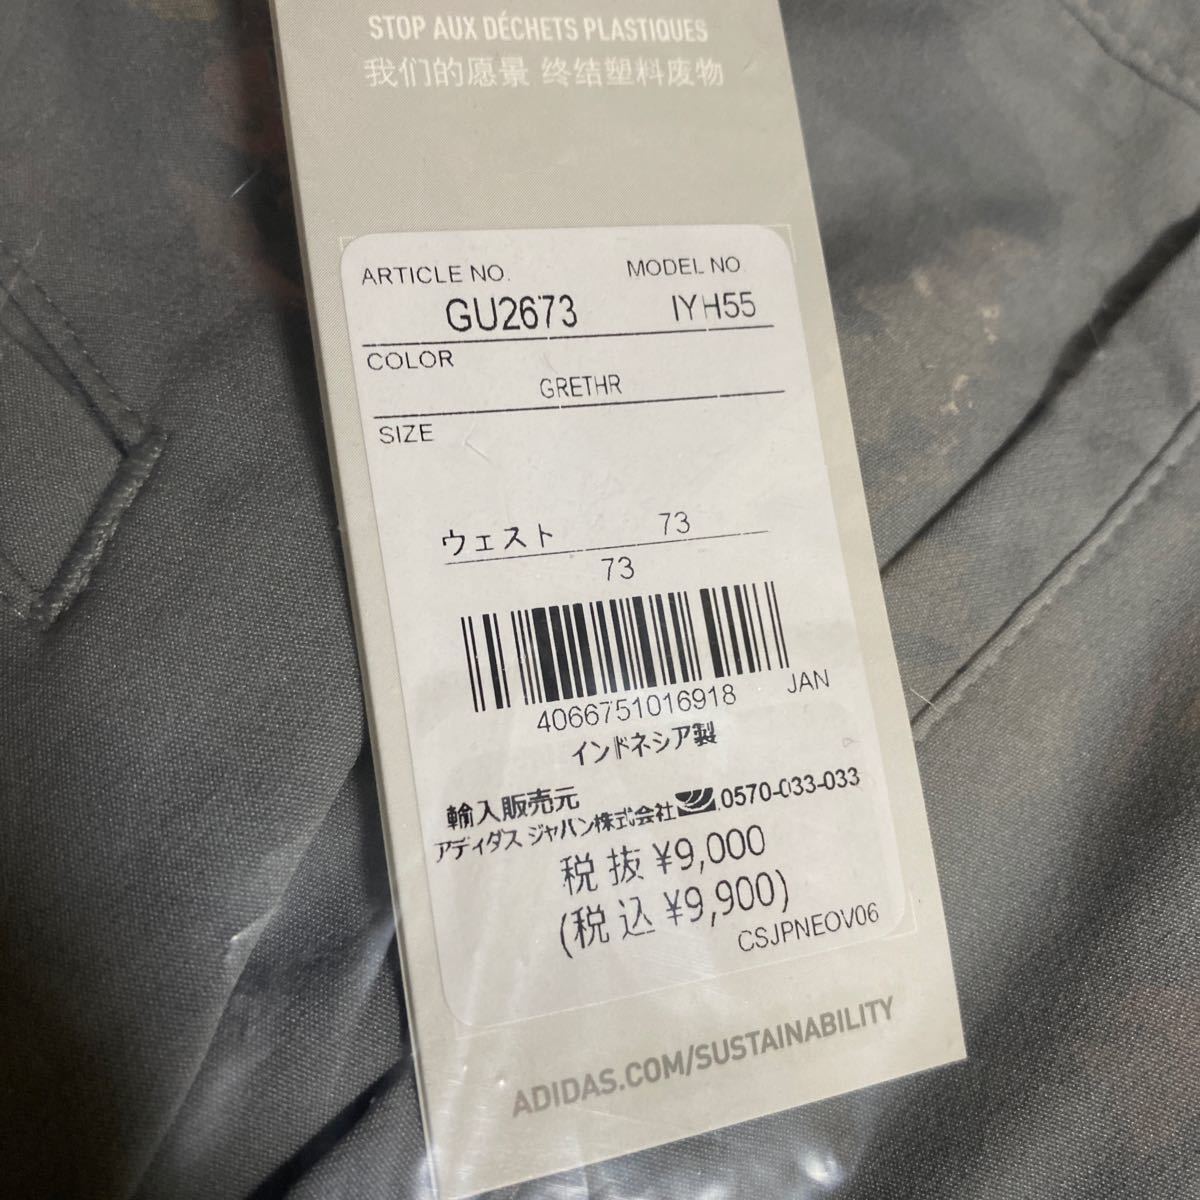 STOP AUX DÉCHETS PLASTIQUES
我们的愿景 终结塑料废物
ARTICLE NO. MODEL NO
GU2673 IYH55
COLOR
GRETHR
SIZE
ウェスト 73
73
4066751016918 JAN
インドネシア製
輸入販売元
アディダス ジャパン株式会社 0570-033-033
税抜 ¥9,000
(税込 ¥9,900)
CSJPNEOV06
ADIDAS.COM/SUSTAINABILITY